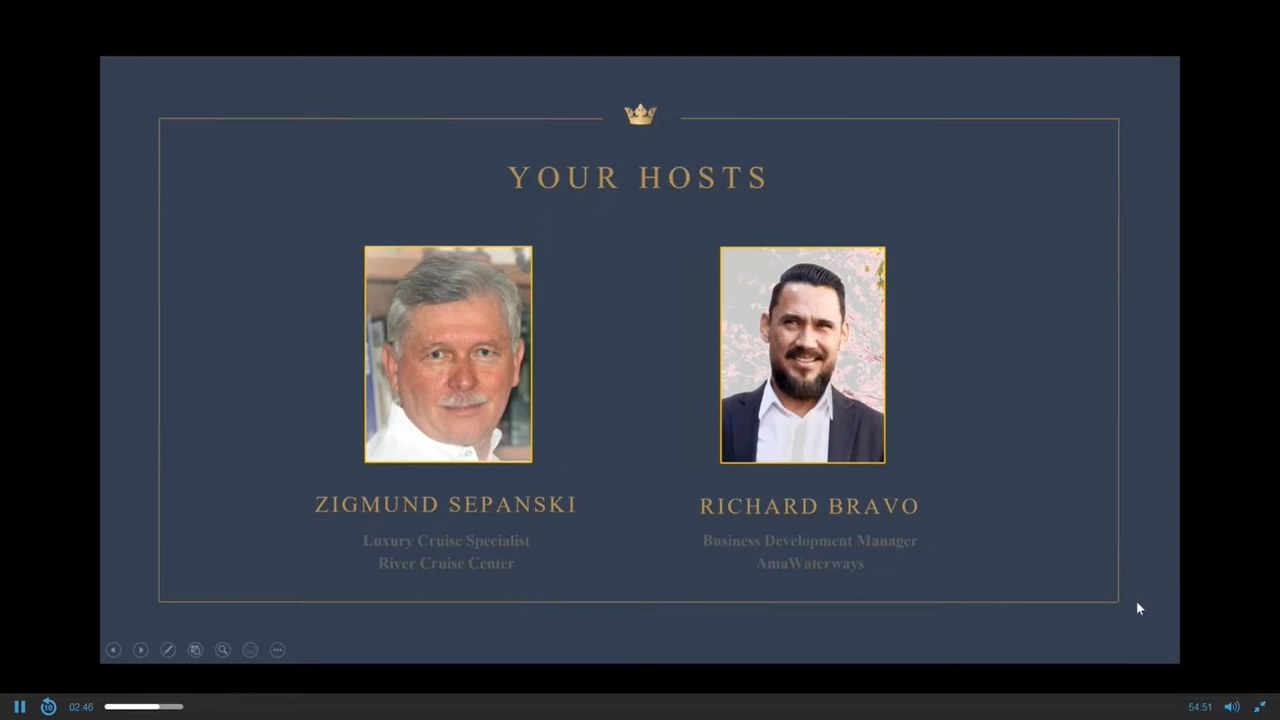 YOUR HOSTS
ZIGMUND SEPANSKI
Luxury Cruise Specialist
River Cruise Center
RICHARD BRAVO
Business Development Manager
AmaWaterways
10
02:46
54:51